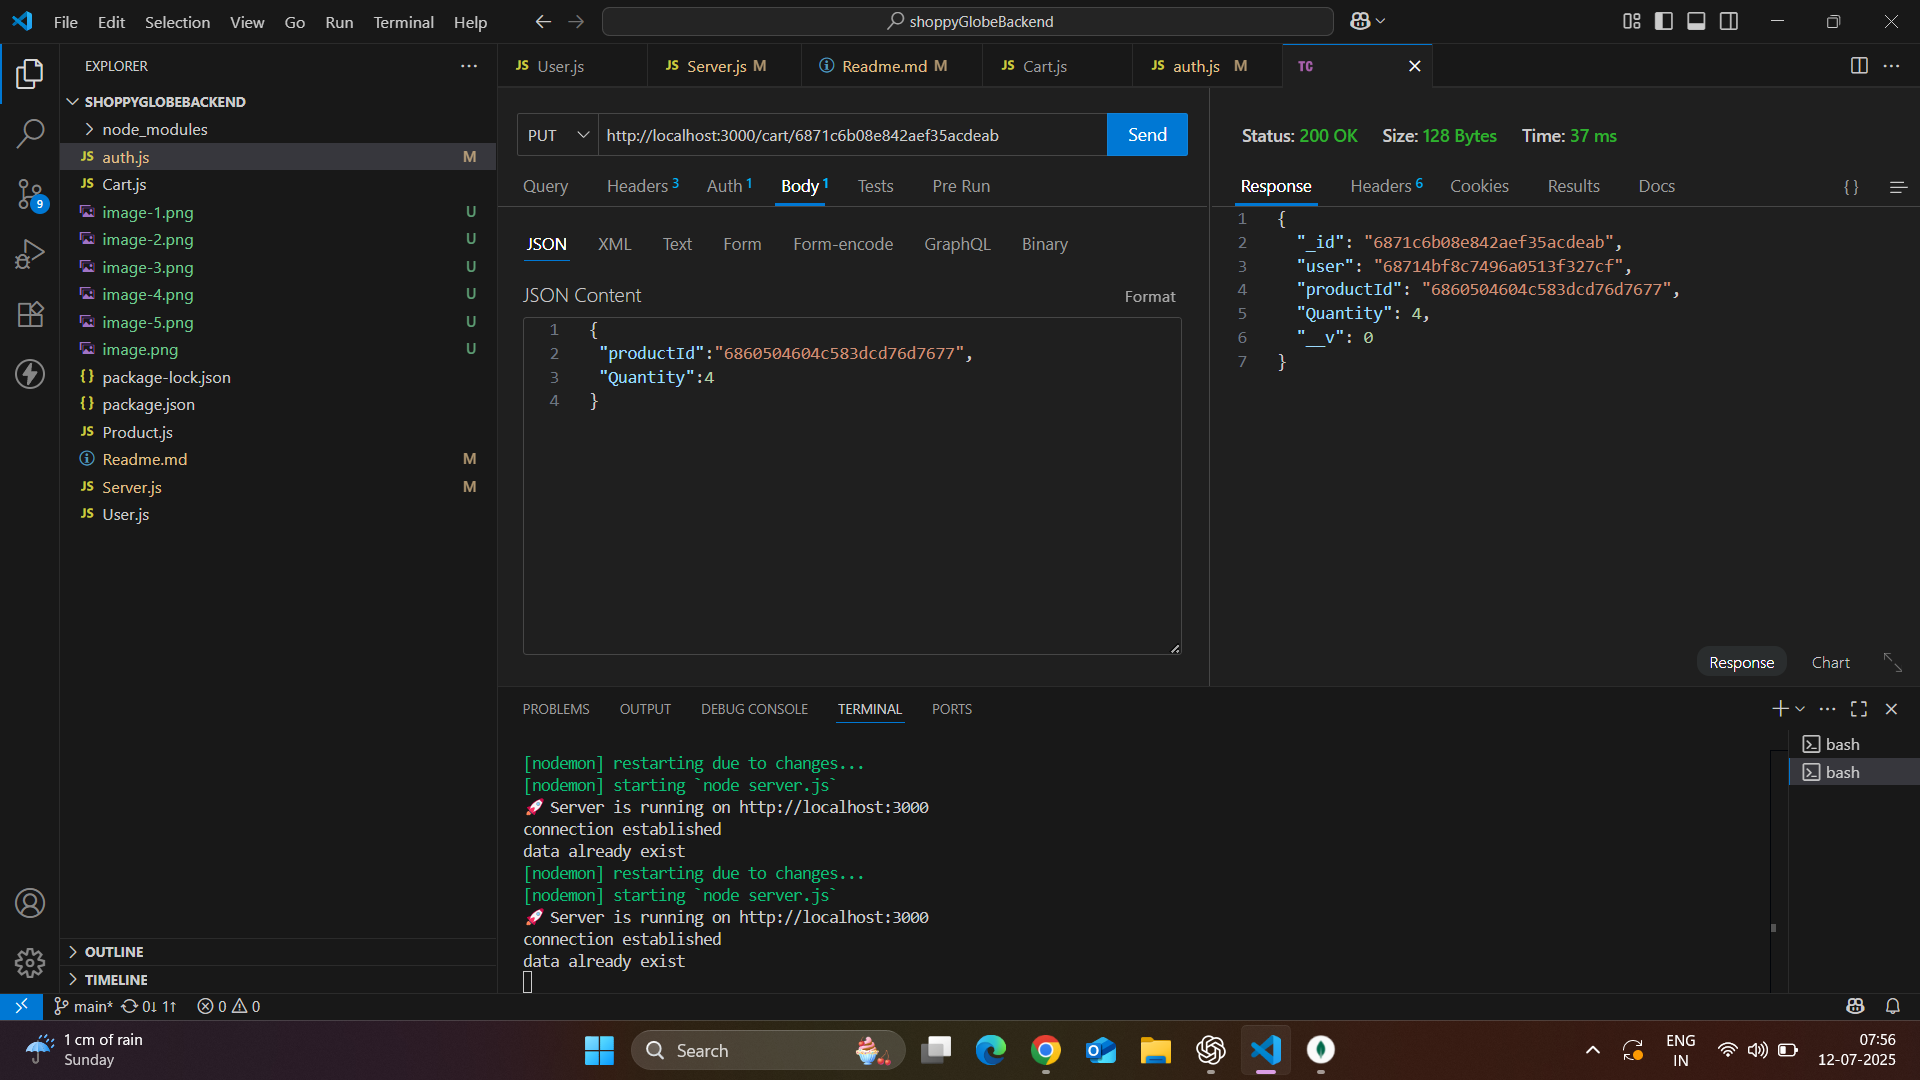 File Edit Selection View Go Run Terminal Help
shoppyGlobeBackend
EXPLORER
SHOPPYGLOBEBACKEND
node_modules
JS auth.js M
JS Cart.js
image-1.png U
image-2.png U
image-3.png U
image-4.png U
image-5.png U
image.png U
{} package-lock.json
{} package.json
JS Product.js
Readme.md M
JS Server.js M
JS User.js
OUTLINE
TIMELINE
9
JS User.js
JS Server.js M
Readme.md M
JS Cart.js
JS auth.js M
TC
PUT http://localhost:3000/cart/6871c6b08e842aef35acdeab Send
Query Headers 3 Auth 1 Body 1 Tests Pre Run
JSON XML Text Form Form-encode GraphQL Binary
JSON Content Format
1 {
2 "productId":"6860504604c583dcd76d7677",
3 "Quantity":4
4 }
Status: 200 OK Size: 128 Bytes Time: 37 ms
Response Headers 6 Cookies Results Docs {}
1 {
2 "_id": "6871c6b08e842aef35acdeab",
3 "user": "68714bf8c7496a0513f327cf",
4 "productId": "6860504604c583dcd76d7677",
5 "Quantity": 4,
6 "__v": 0
7 }
Response Chart
PROBLEMS OUTPUT DEBUG CONSOLE TERMINAL PORTS
[nodemon] restarting due to changes...
[nodemon] starting `node server.js`
🚀 Server is running on http://localhost:3000
connection established
data already exist
[nodemon] restarting due to changes...
[nodemon] starting `node server.js`
🚀 Server is running on http://localhost:3000
connection established
data already exist
bash
bash
main* 0↓ 1↑ 0 0
1 cm of rain
Sunday
Search
ENG
IN
07:56
12-07-2025